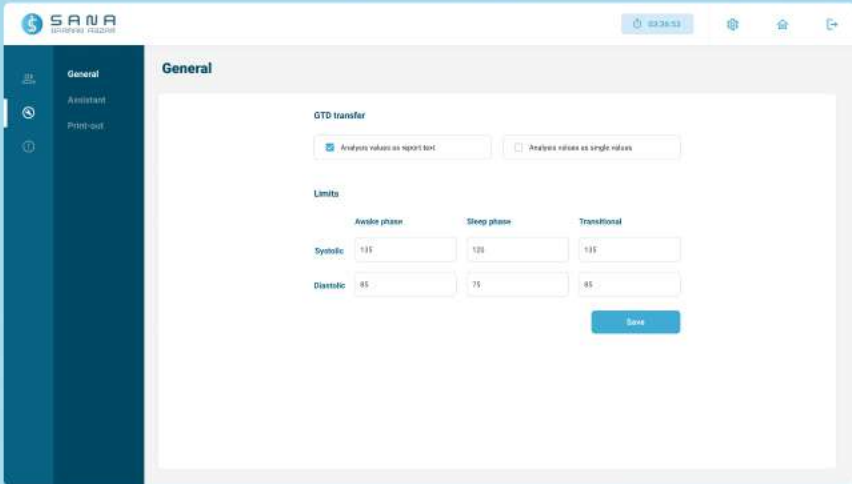 SANA
03:36:53
General
Assistant
Print-out
General
GTD transfer
Analysis values as report text
Analysis values as single values
Limits
Awake phase Sleep phase Transitional
Systolic 135 120 135
Diastolic 85 75 85
Save